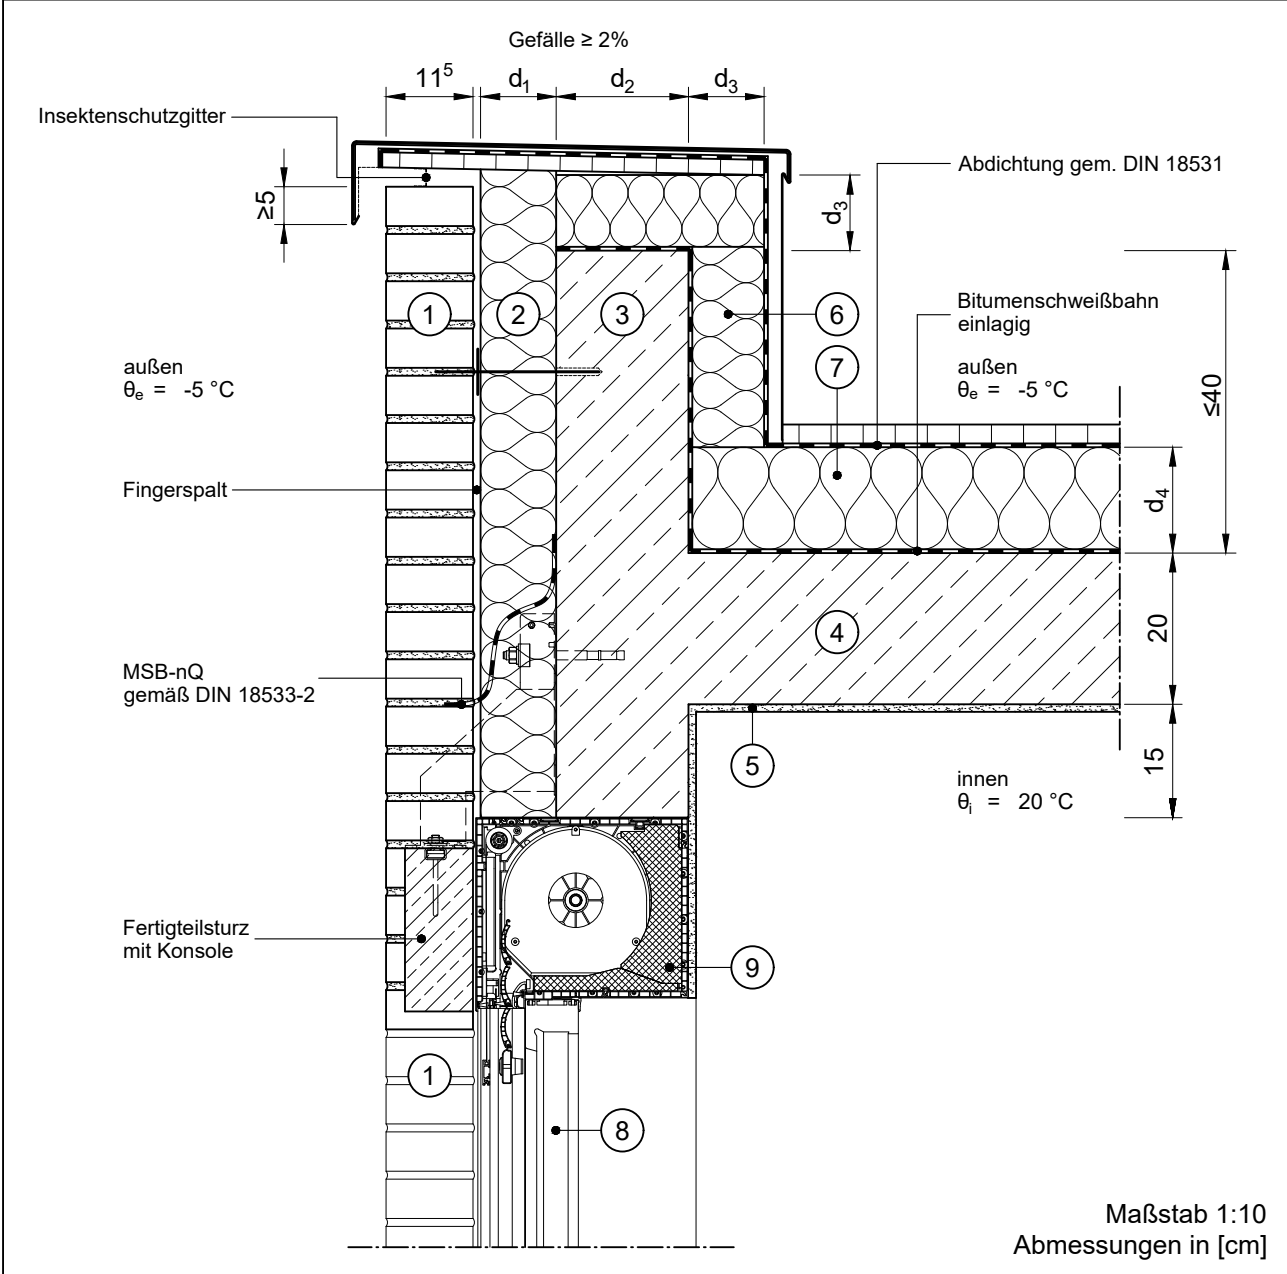 Gefälle ≥ 2%
11⁵ d₁ d₂ d₃
Insektenschutzgitter
Abdichtung gem. DIN 18531
≥5
d₃
1 2 3 6
Bitumenschweißbahn
einlagig
außen
θₑ = -5 °C
7
außen
θₑ = -5 °C
≤40
Fingerspalt
d₄
4
20
MSB-nQ
gemäß DIN 18533-2
5
15
innen
θᵢ = 20 °C
Fertigteilsturz
mit Konsole
9
1
8
Maßstab 1:10
Abmessungen in [cm]